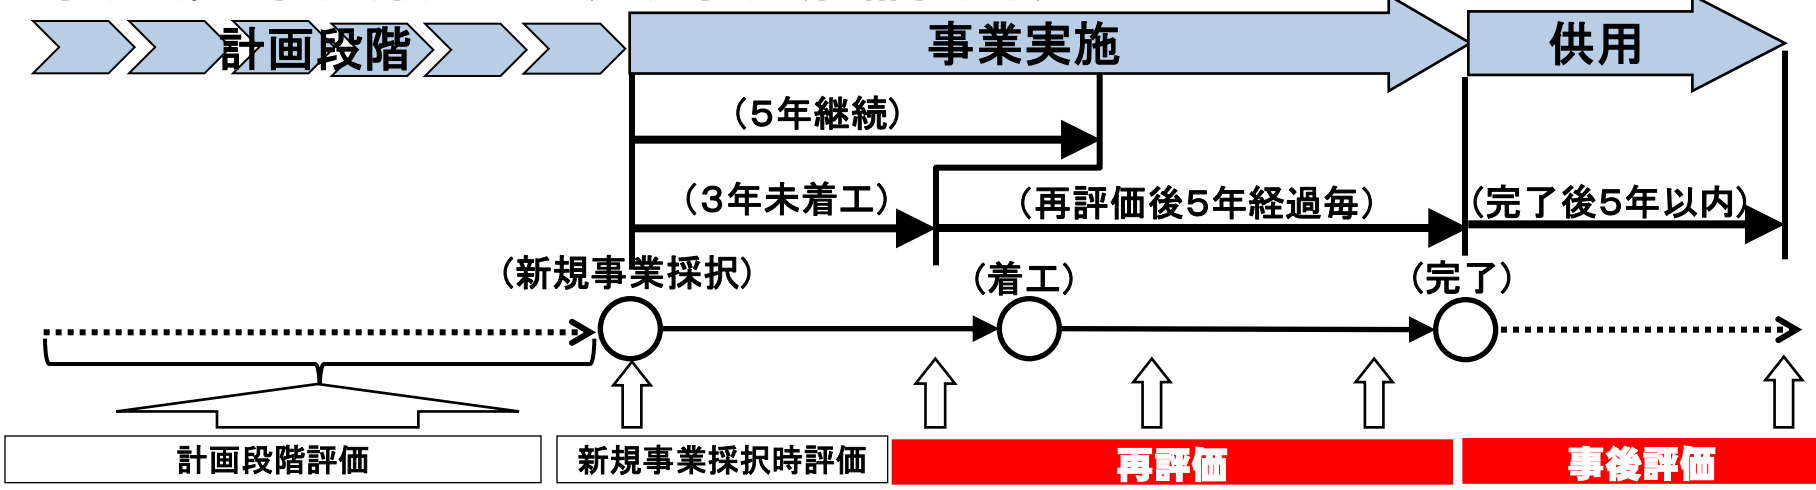 計画段階
事業実施
供用
（５年継続）
（３年未着工）
（再評価後５年経過毎）
（完了後５年以内）
（新規事業採択）
（着工）
（完了）
計画段階評価
新規事業採択時評価
再評価
事後評価